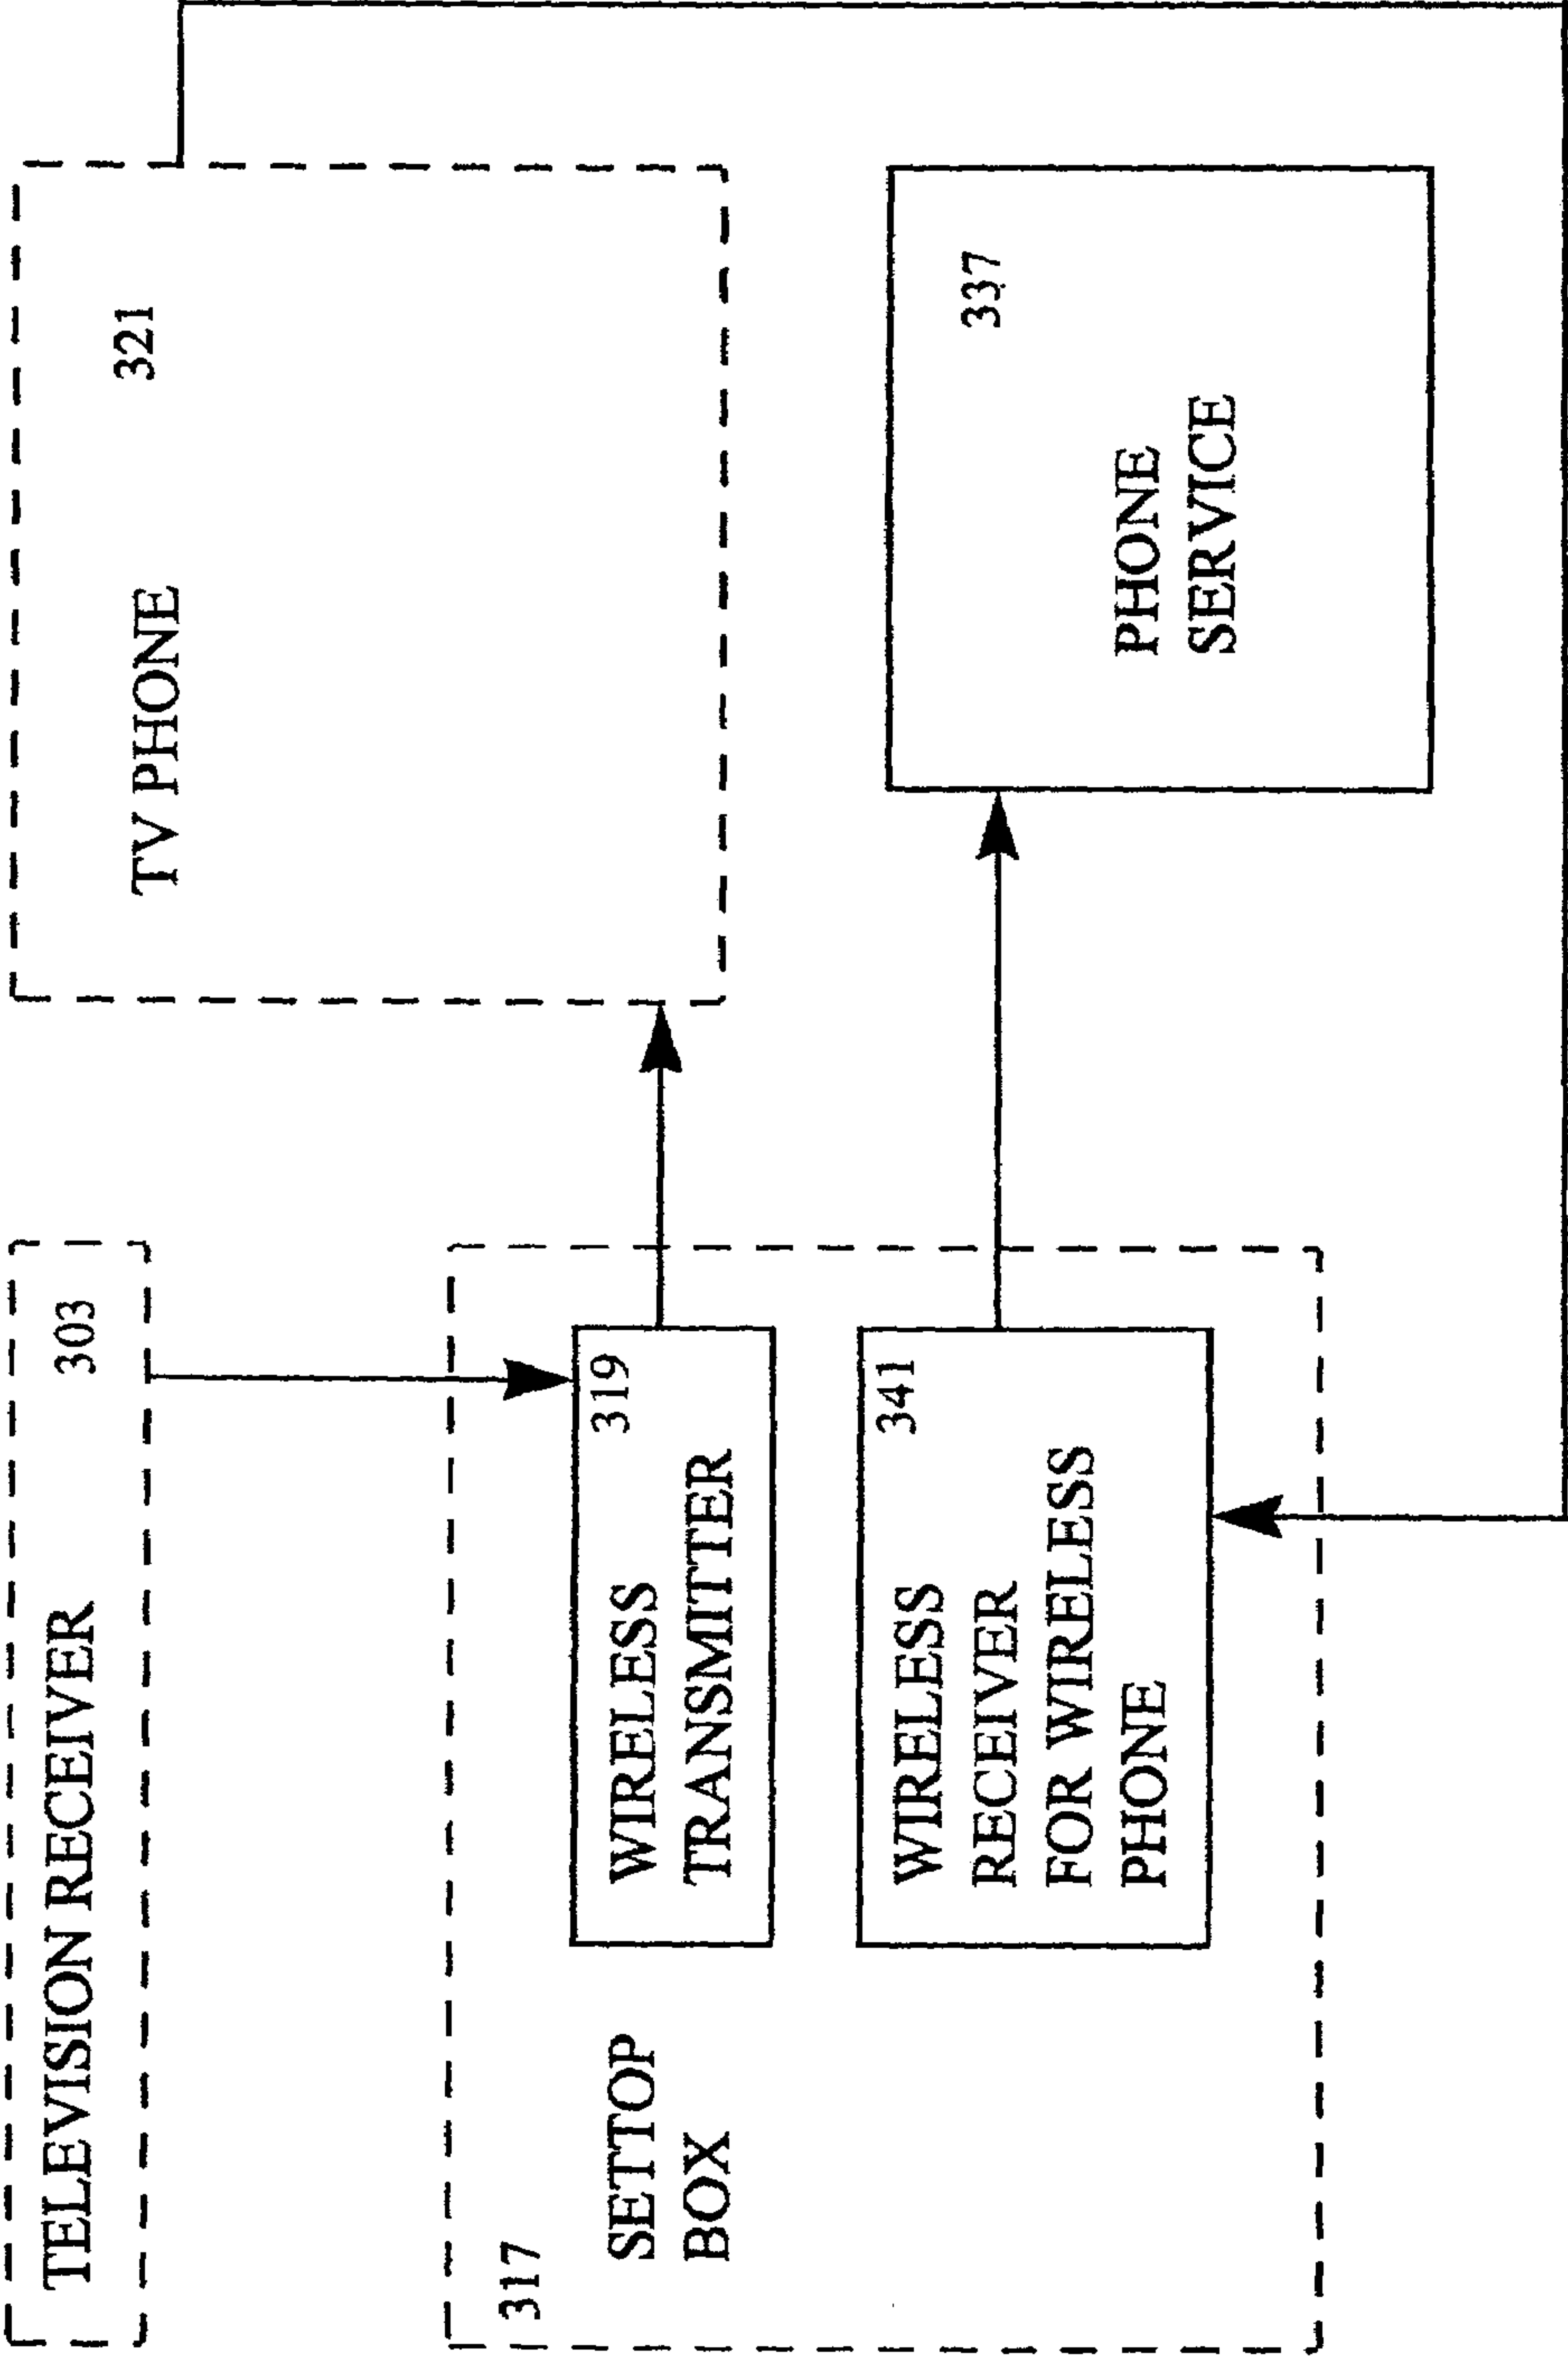 TELEVISION RECEIVER 303
TV PHONE 321
317
SETTOP
BOX
319
WIRELESS
TRANSMITTER
341
WIRELESS
RECEIVER
FOR WIRELESS
PHONE
337
PHONE
SERVICE